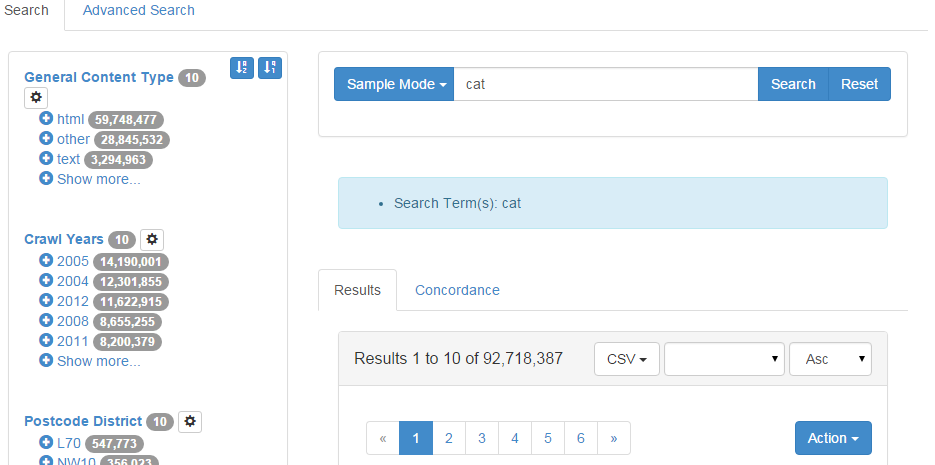 Search Advanced Search
General Content Type 10
html 59,748,477
other 28,845,532
text 3,294,963
Show more...
Crawl Years 10
2005 14,190,001
2004 12,301,855
2012 11,622,915
2008 8,655,255
2011 8,200,379
Show more...
Postcode District 10
L70 547,773
NW10 356,023
Sample Mode cat Search Reset
Search Term(s): cat
Results Concordance
Results 1 to 10 of 92,718,387 CSV Asc
« 1 2 3 4 5 6 » Action